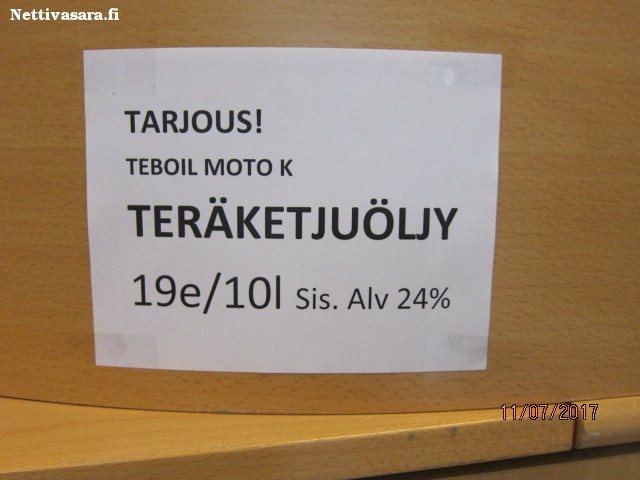 Nettivasara.fi
TARJOUS!
TEBOIL MOTO K
TERÄKETJUÖLJY
19e/10l Sis. Alv 24%
11/07/2017